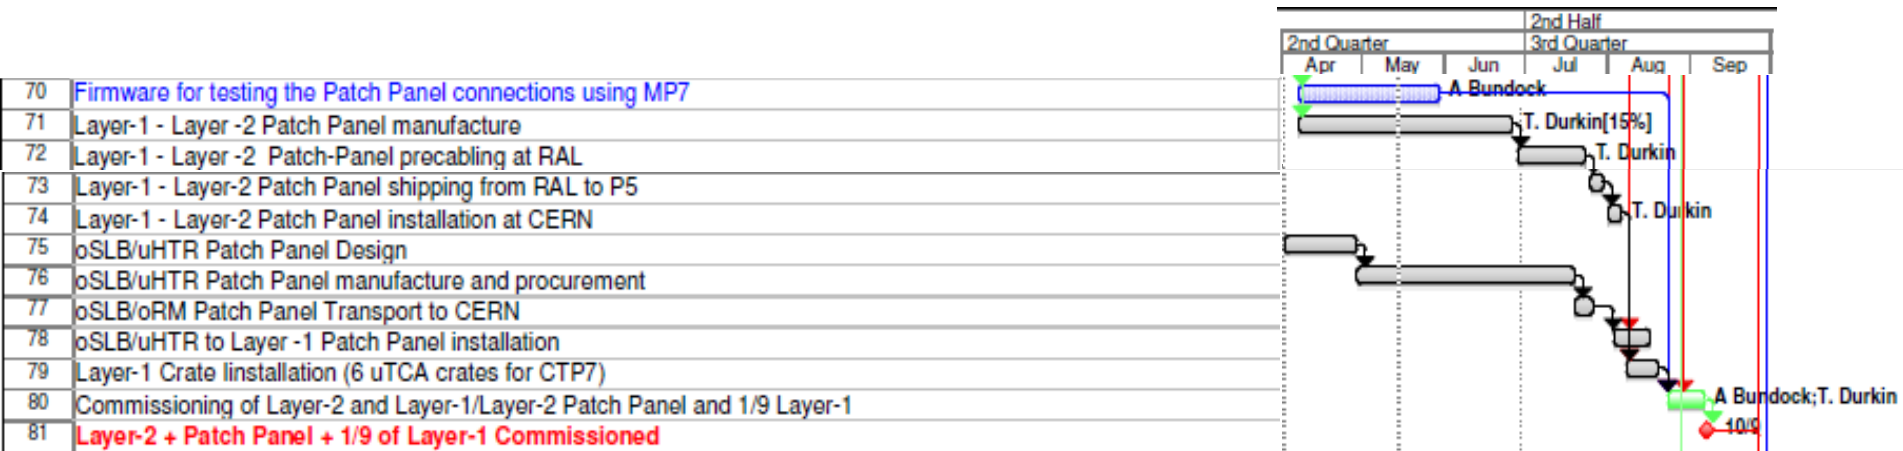 2nd Half
2nd Quarter 3rd Quarter
Apr May Jun Jul Aug Sep
70 Firmware for testing the Patch Panel connections using MP7 A Bundock
71 Layer-1 - Layer -2 Patch Panel manufacture T. Durkin[15%]
72 Layer-1 - Layer -2 Patch-Panel precabling at RAL T. Durkin
73 Layer-1 - Layer-2 Patch Panel shipping from RAL to P5
74 Layer-1 - Layer-2 Patch Panel installation at CERN T. Durkin
75 oSLB/uHTR Patch Panel Design
76 oSLB/uHTR Patch Panel manufacture and procurement
77 oSLB/oRM Patch Panel Transport to CERN
78 oSLB/uHTR to Layer -1 Patch Panel installation
79 Layer-1 Crate Iinstallation (6 uTCA crates for CTP7)
80 Commissioning of Layer-2 and Layer-1/Layer-2 Patch Panel and 1/9 Layer-1 A Bundock;T. Durkin
81 Layer-2 + Patch Panel + 1/9 of Layer-1 Commissioned 10/9